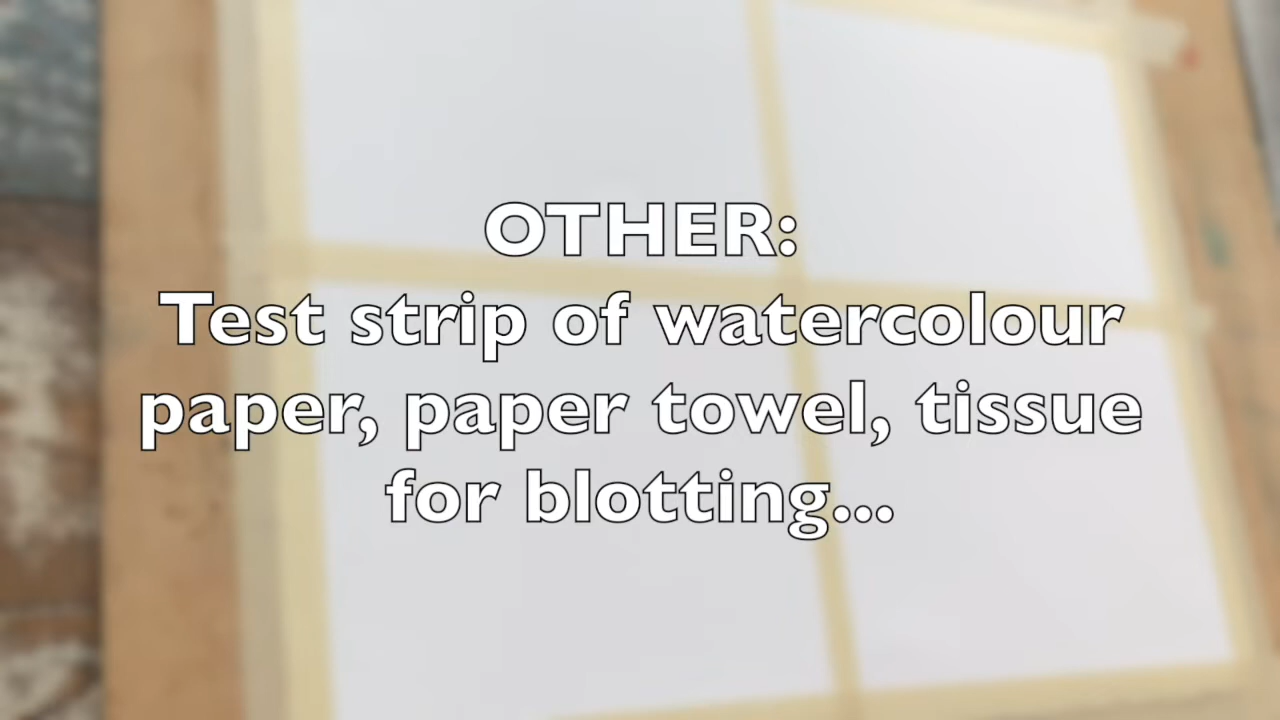 OTHER:
Test strip of watercolour
paper, paper towel, tissue
for blotting...